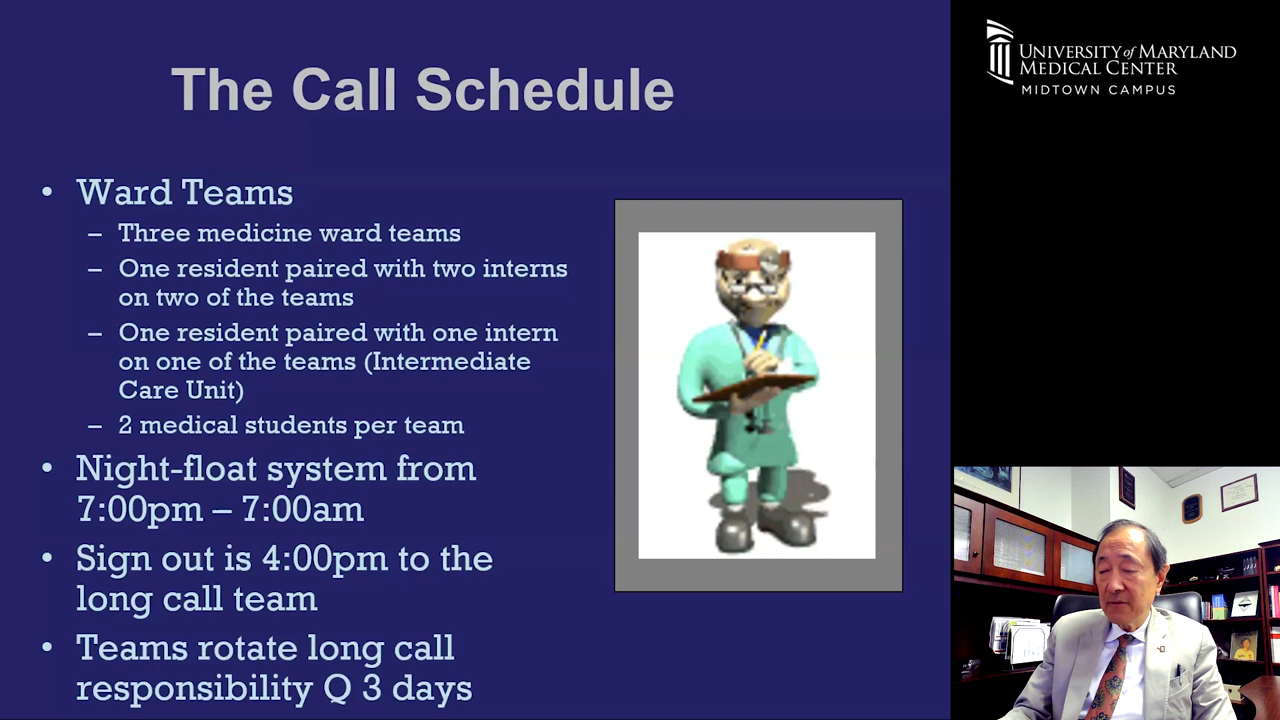 The Call Schedule
• Ward Teams
– Three medicine ward teams
– One resident paired with two interns
on two of the teams
– One resident paired with one intern
on one of the teams (Intermediate
Care Unit)
– 2 medical students per team
• Night-float system from
7:00pm – 7:00am
• Sign out is 4:00pm to the
long call team
• Teams rotate long call
responsibility Q 3 days
UNIVERSITY of MARYLAND
MEDICAL CENTER
MIDTOWN CAMPUS